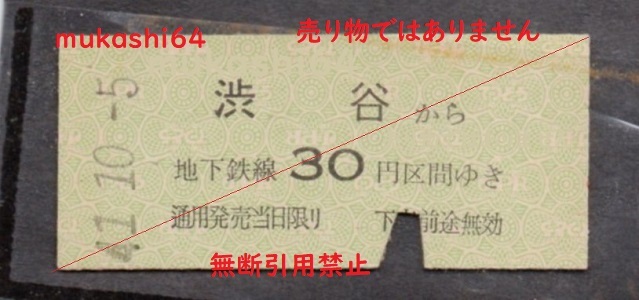 mukashi64
売り物ではありません
41.10.-5
渋谷から
地下鉄線30円区間ゆき
通用発売当日限り 下車前途無効
無断引用禁止